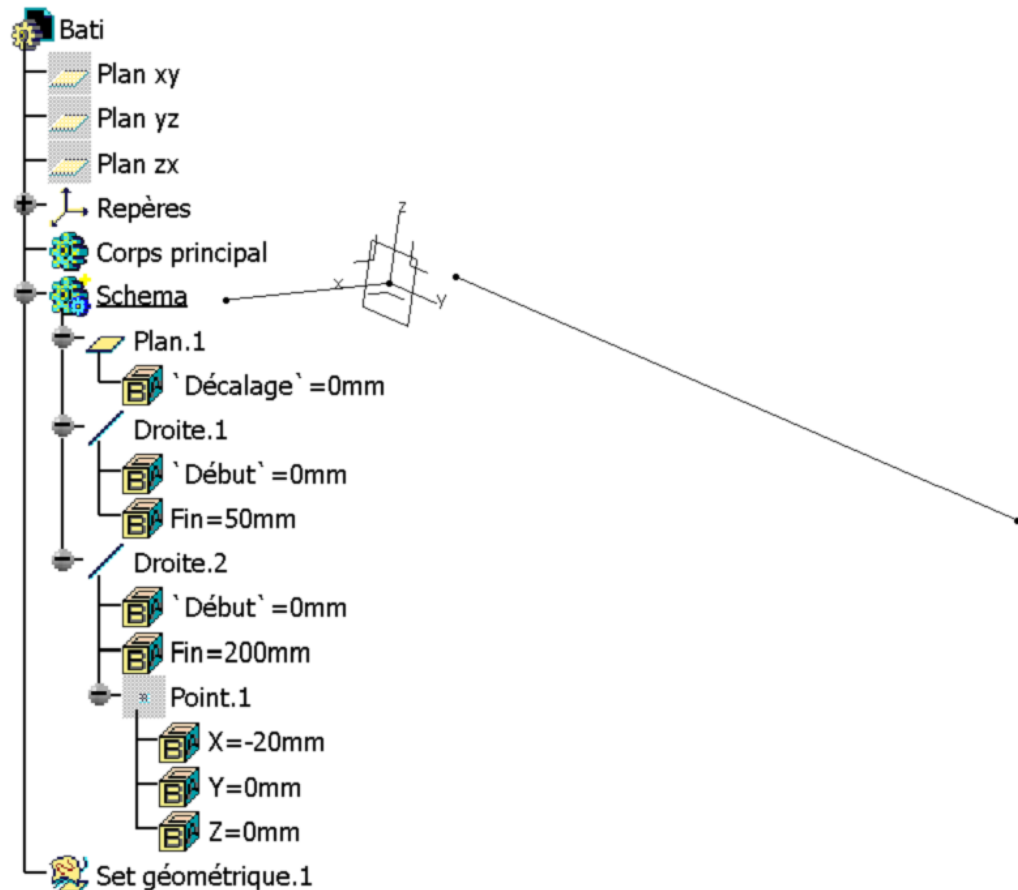 Bati
Plan xy
Plan yz
Plan zx
Repères
Corps principal
Schema
Plan.1
`Décalage`=0mm
Droite.1
`Début`=0mm
Fin=50mm
Droite.2
`Début`=0mm
Fin=200mm
Point.1
X=-20mm
Y=0mm
Z=0mm
Set géométrique.1
z
x
y